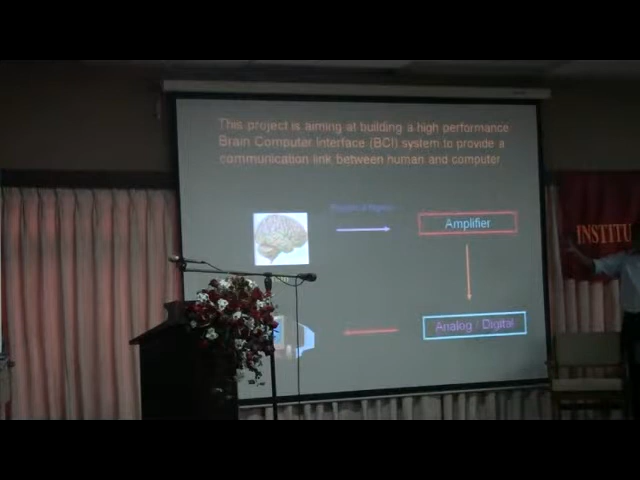 This project is aiming at building a high performance
Brain Computer Interface (BCI) system to provide a
communication link between human and computer
Amplifier
INSTITU
Analog / Digital